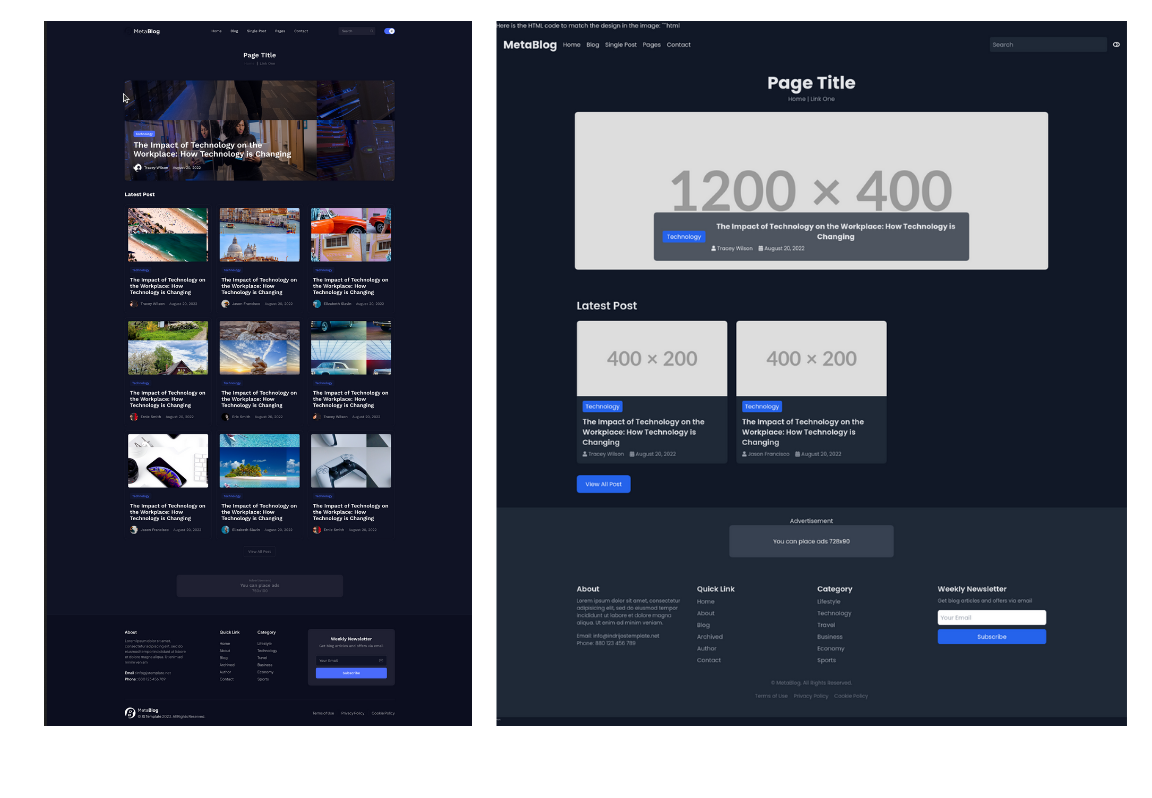 MetaBlog
Home Blog Single Post Pages Contact
Search
Page Title
Link One
Technology
The Impact of Technology on the
Workplace: How Technology is Changing
Tracey Wilson August 20, 2022
Latest Post
Technology
The Impact of Technology on
the Workplace: How
Technology is Changing
Tracey Wilson August 20, 2022
Technology
The Impact of Technology on
the Workplace: How
Technology is Changing
Jason Francisco August 20, 2022
Technology
The Impact of Technology on
the Workplace: How
Technology is Changing
Elizabeth Slavin August 20, 2022
Technology
The Impact of Technology on
the Workplace: How
Technology is Changing
Ernie Smith August 20, 2022
Technology
The Impact of Technology on
the Workplace: How
Technology is Changing
Eric Smith August 20, 2022
Technology
The Impact of Technology on
the Workplace: How
Technology is Changing
Tracey Wilson August 20, 2022
Technology
The Impact of Technology on
the Workplace: How
Technology is Changing
Jason Francisco August 20, 2022
Technology
The Impact of Technology on
the Workplace: How
Technology is Changing
Elizabeth Slavin August 20, 2022
Technology
The Impact of Technology on
the Workplace: How
Technology is Changing
Ernie Smith August 20, 2022
View All Post
You can place ads
About
Quick Link
Home
About
Blog
Archived
Author
Contact
Category
Lifestyle
Technology
Travel
Business
Economy
Sports
Weekly Newsletter
Get blog articles and offers via email
Your Email
Subscribe
MetaBlog
Terms of Use Privacy Policy Cookie Policy
Here is the HTML code to match the design in the image: ```html
MetaBlog Home Blog Single Post Pages Contact
Search
Page Title
Home | Link One
1200 × 400
Technology
The Impact of Technology on the Workplace: How Technology is
Changing
Tracey Wilson August 20, 2022
Latest Post
400 × 200
Technology
The Impact of Technology on the
Workplace: How Technology is
Changing
Tracey Wilson August 20, 2022
400 × 200
Technology
The Impact of Technology on the
Workplace: How Technology is
Changing
Jason Francisco August 20, 2022
View All Post
Advertisement
You can place ads 728x90
About
Lorem ipsum dolor sit amet, consectetur
adipiscing elit, sed do eiusmod tempor
incididunt ut labore et dolore magna
aliqua. Ut enim ad minim veniam.
Email: info@indrijastemplate.net
Phone: 880 123 456 789
Quick Link
Home
About
Blog
Archived
Author
Contact
Category
Lifestyle
Technology
Travel
Business
Economy
Sports
Weekly Newsletter
Get blog articles and offers via email
Your Email
Subscribe
© MetaBlog. All Rights Reserved.
Terms of Use Privacy Policy Cookie Policy